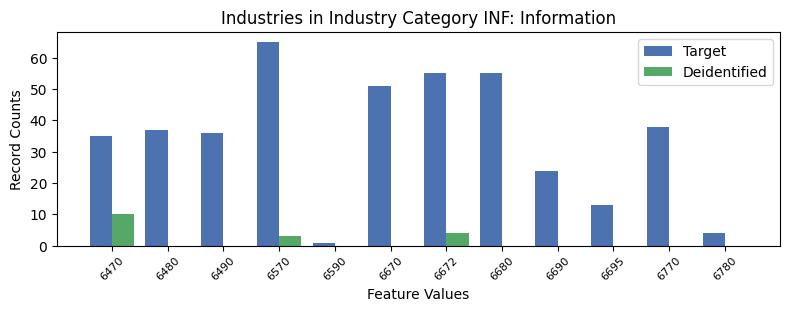 Industries in Industry Category INF: Information
Target
Deidentified
Record Counts
60
50
40
30
20
10
0
6470 6480 6490 6570 6590 6670 6672 6680 6690 6695 6770 6780
Feature Values